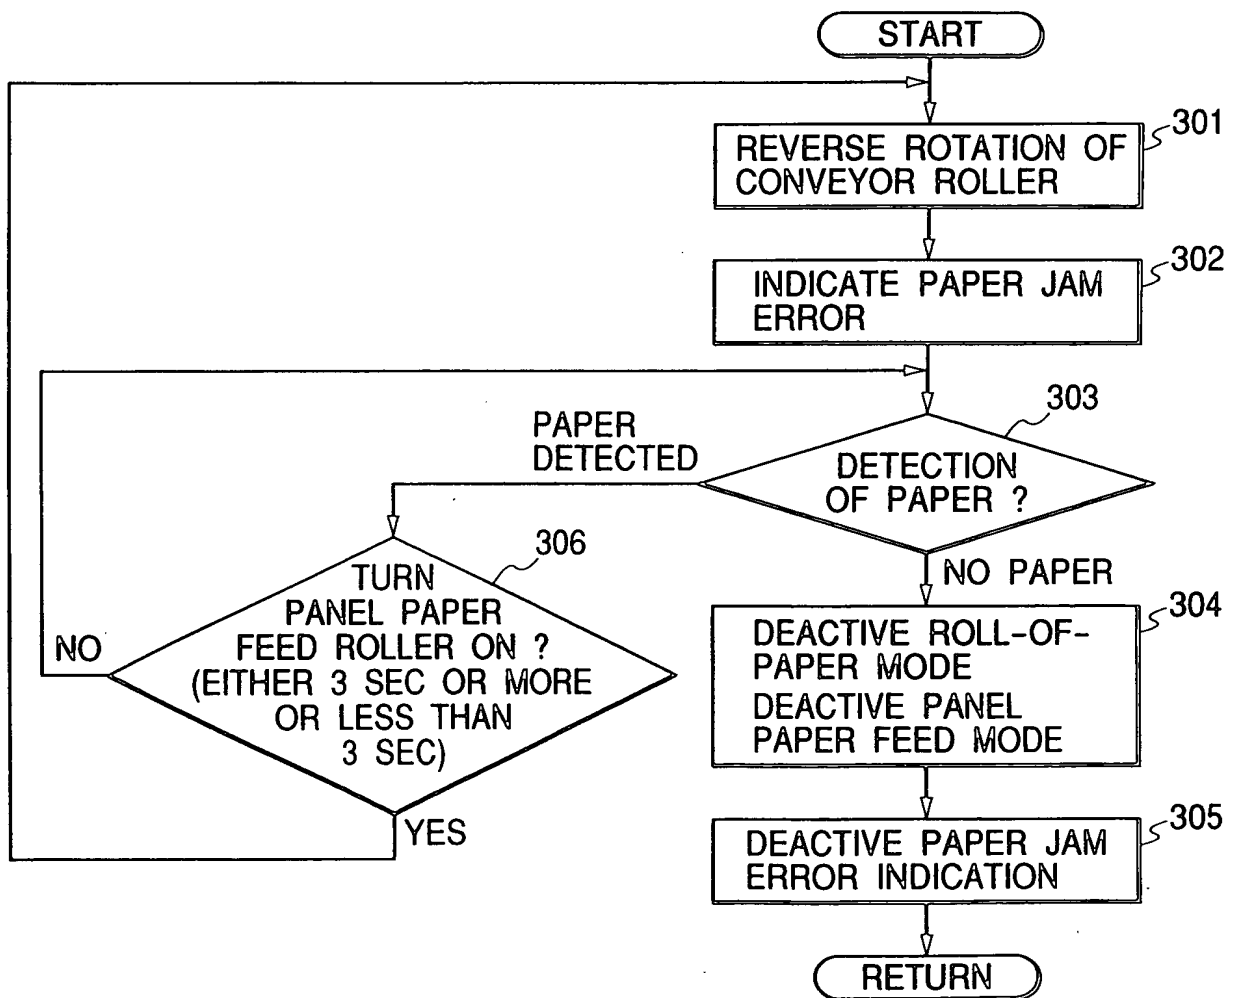 START
301
REVERSE ROTATION OF
CONVEYOR ROLLER
302
INDICATE PAPER JAM
ERROR
303
PAPER
DETECTED
DETECTION
OF PAPER ?
306
NO PAPER
TURN
PANEL PAPER
FEED ROLLER ON ?
(EITHER 3 SEC OR MORE
OR LESS THAN
3 SEC)
NO
YES
304
DEACTIVE ROLL-OF-
PAPER MODE
DEACTIVE PANEL
PAPER FEED MODE
305
DEACTIVE PAPER JAM
ERROR INDICATION
RETURN